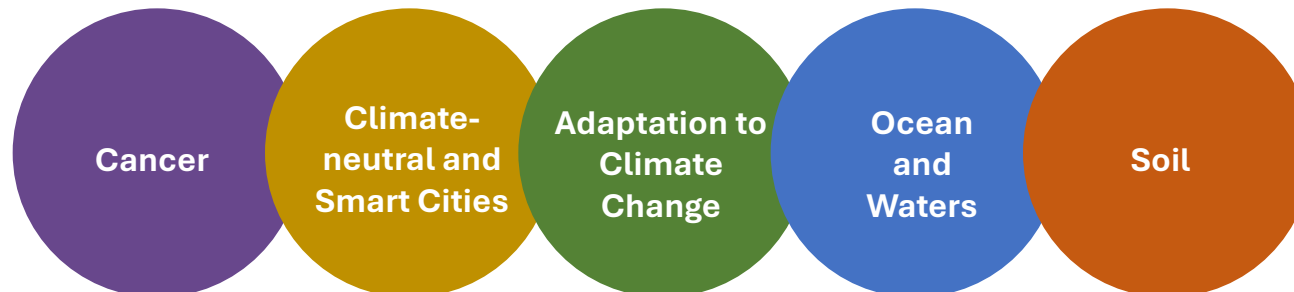 Cancer
Climate-
neutral and
Smart Cities
Adaptation to
Climate
Change
Ocean
and
Waters
Soil